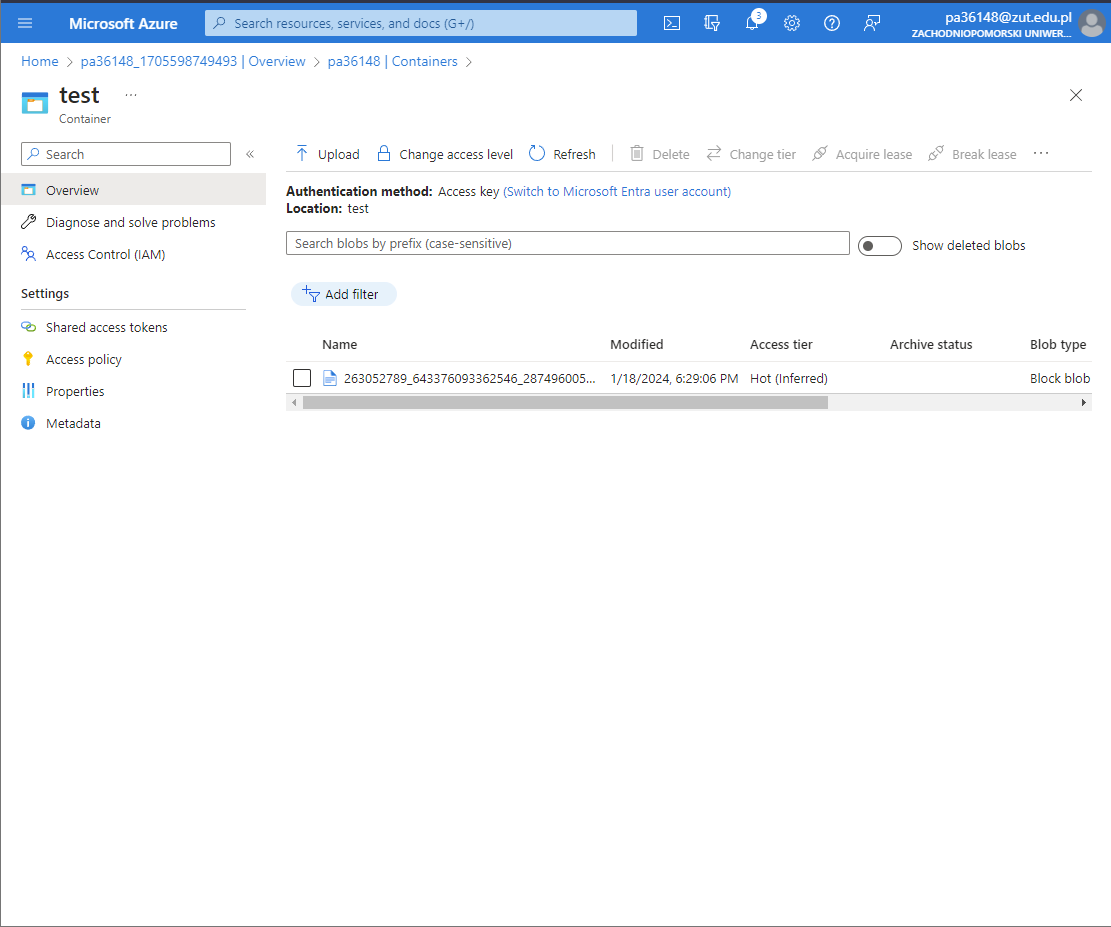 Microsoft Azure
Search resources, services, and docs (G+/)
3
pa36148@zut.edu.pl
ZACHODNIOPOMORSKI UNIWER...
Home > pa36148_1705598749493 | Overview > pa36148 | Containers >
test ...
Container
Search «
Upload Change access level Refresh Delete Change tier Acquire lease Break lease ...
Overview
Diagnose and solve problems
Access Control (IAM)
Settings
Shared access tokens
Access policy
Properties
Metadata
Authentication method: Access key (Switch to Microsoft Entra user account)
Location: test
Search blobs by prefix (case-sensitive)
Show deleted blobs
Add filter
Name Modified Access tier Archive status Blob type
263052789_643376093362546_287496005... 1/18/2024, 6:29:06 PM Hot (Inferred) Block blob